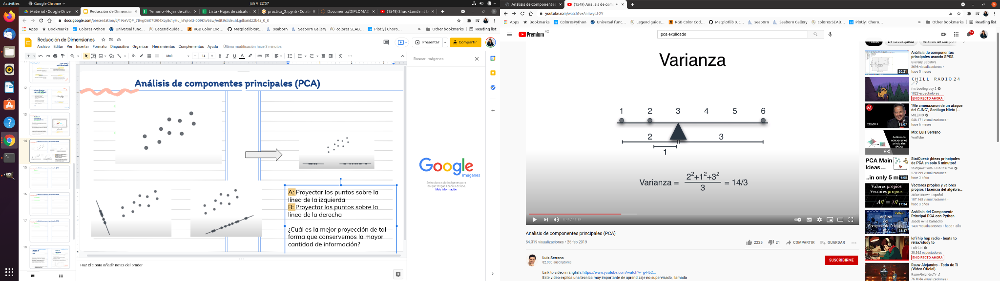 Activities
Google Chrome
Jun 4 22:57
Material - Google Drive
Reducción de Dimension
Temario - Hojas de cálcu
Lista - Hojas de cálculo d
practica_2.ipynb - Colab
Documents/DIPLOMAD
(1549) ShuukLand mit L
docs.google.com/presentation/d/1WeVQP_7BvgO6K7t904XLy8s1yHu_kFqHxtH009KW66w/edit#slide=id.gdba6d22b4a_0_0
Apps
Bookmarks
ColoresPython
Universal func...
Legend guide...
RGB Color Cod...
Matplotlib tut...
seaborn
Seaborn Gallery
colores SEAB...
Plotly | Choro...
Other bookmarks
Reading list
Reducción de Dimensiones
Archivo Editar Ver Insertar Formato Diapositiva Organizar Herramientas Complementos Ayuda
Última modificación hace 3 minutos
Presentar
Compartir
Muli
14
Buscar imágenes
12
13
14
15
16
17
18
Análisis de componentes principales (PCA)
A: Proyectar los puntos sobre la
línea de la izquierda
B: Proyectar los puntos sobre la
línea de la derecha
¿Cuál es la mejor proyección de tal
forma que conservemos la mayor
cantidad de información?
Google
imágenes
Selecciona solo imágenes para
las que tengas licencia de uso.
Más información
Haz clic para añadir notas del orador
Análisis de Componentes
(1549) Analisis de com
youtube.com/watch?v=AniiwysJ-2Y
Apps
Bookmarks
ColoresPython
Universal func...
Legend guide...
RGB Color Cod...
Matplotlib tut...
seaborn
Seaborn Gallery
colores SEAB...
Plotly | Choro...
Other bookmarks
Reading list
Premium MX
pca explicado
9+
Varianza
1 2 3 4 5 6
2 3
1
Varianza = 2²+1²+3² / 3 = 14/3
8:49 / 31:15
Analisis de componentes principales (PCA)
54.319 visualizaciones • 25 feb 2019
2225
21
COMPARTIR
GUARDAR
Luis Serrano
82.900 suscriptores
SUSCRIBIRME
Link to video in English: https://www.youtube.com/watch?v=g-Hb2...
Este video explica una tecnica muy importante de aprendizaje no supervisado, llamada
Todos
De tu búsqueda
Análisis de compon
Análisis de componentes
principales usando SPSS
Giovany Babativa
3696 visualizaciones •
hace 5 meses
20:21
CHILL RADIO 24
/7
the bootleg boy 2
1823 espectadores
EN DIRECTO AHORA
"Me amenazaron de un ataque
del CJNG", Santiago Nieto |...
MILENIO
646.171 visualizaciones •
hace 6 meses
13:07
Mix: Luis Serrano
YouTube
Análisis de
componentes
principales
(PCA)
StatQuest: ¡Ideas principales
de PCA en solo 5 minutos!
StatQuest with Josh Starmer
570.299 visualizaciones •
hace 3 años
PCA Main
Ideas...
..in only 5 m
6:05
Vectores propios y valores
propios | Esencia del álgebra...
3Blue1Brown Español
107.165 visualizaciones •
hace 3 años
Valores propios
Vectores propios
Av⃗ = λv⃗
17:34
Análisis del Componente
Principal PCA con Python
Jacob Avila Camacho
1437 visualizaciones • hace 1 año
Python
Análisis
del
Componente Principal
38:47
lofi hip hop radio - beats to
relax/study to
Lofi Girl
20.362 espectadores
EN DIRECTO AHORA
Rauw Alejandro - Todo de Ti
(Video Oficial)
RauwAlejandroTv
76 M de visualizaciones •